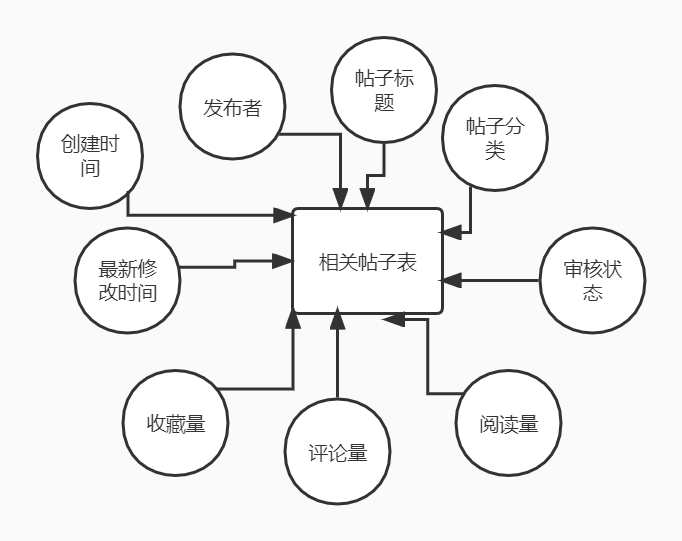 帖子标
题
发布者
帖子分
类
创建时
间
相关帖子表
最新修
改时间
审核状
态
收藏量
评论量
阅读量